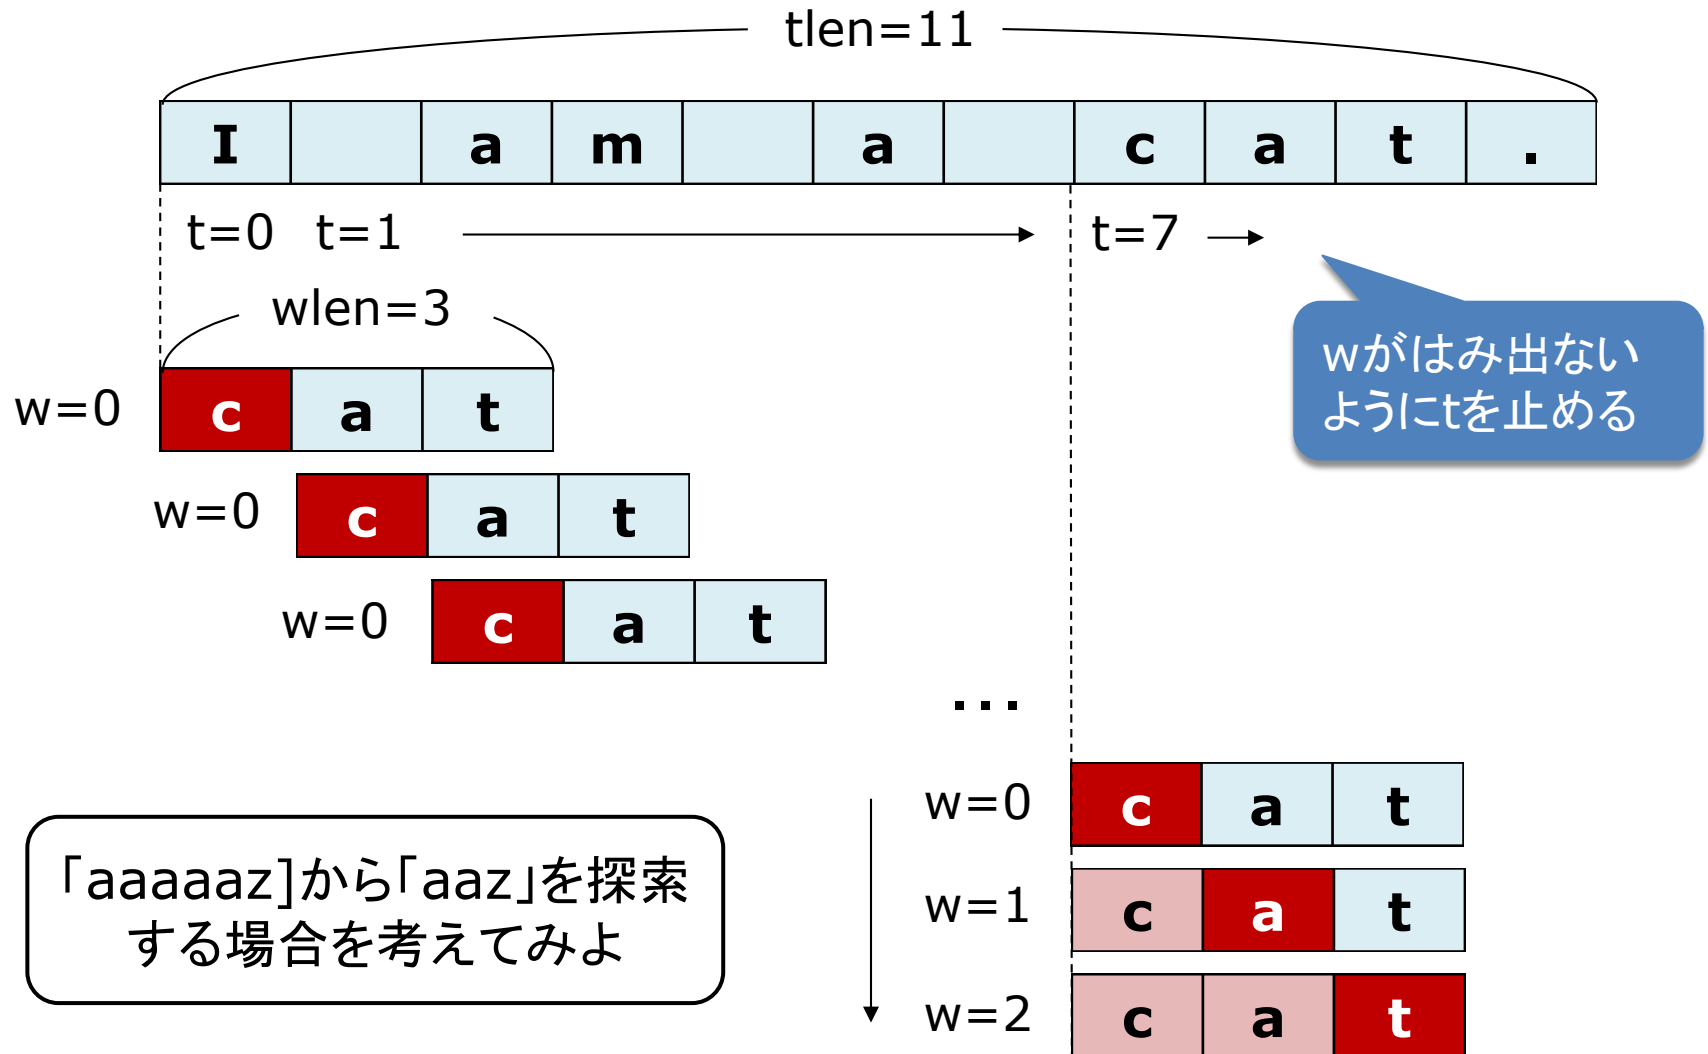 tlen=11
I a m a c a t .
t=0 t=1 t=7
wlen=3
wがはみ出ない
ようにtを止める
w=0 c a t
w=0 c a t
w=0 c a t
...
w=0 c a t
w=1 c a t
w=2 c a t
「aaaaaz]から「aaz」を探索
する場合を考えてみよ